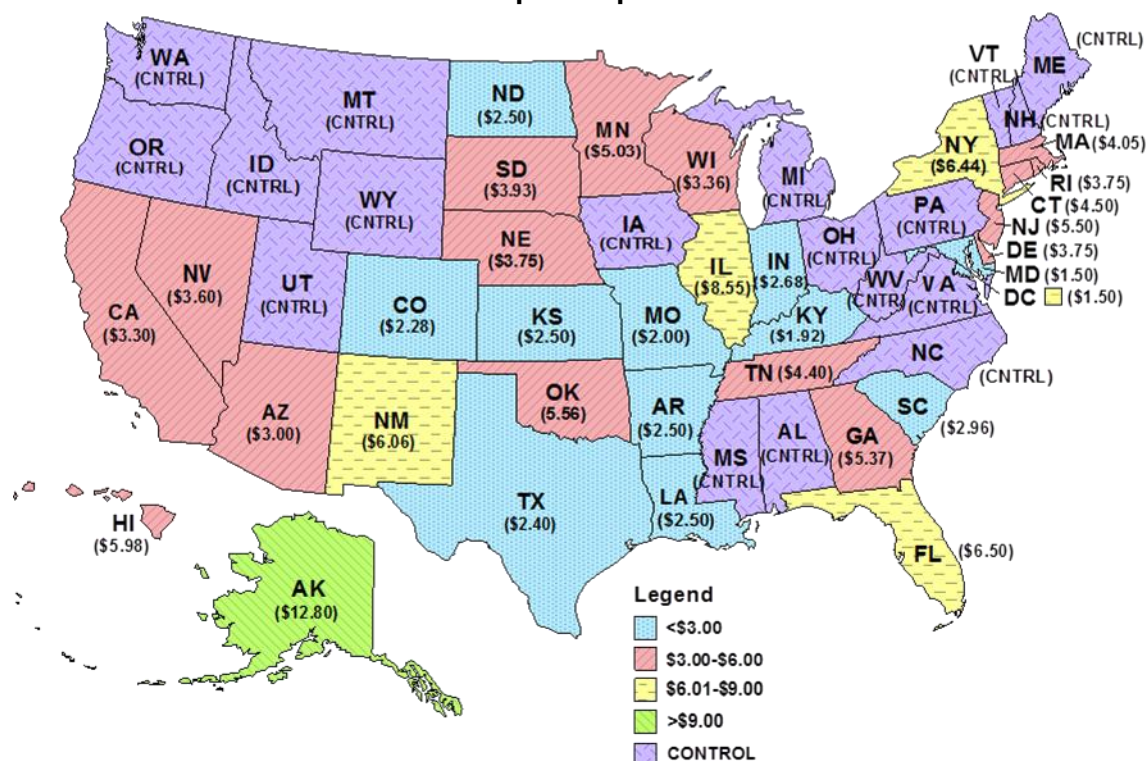 WA
(CNTRL)
MT
(CNTRL)
ND
($2.50)
MN
($5.03)
VT
(CNTRL)
ME
(CNTRL)
OR
(CNTRL)
ID
(CNTRL)
SD
($3.93)
WI
($3.36)
MI
(CNTRL)
NY
($6.44)
NH
(CNTRL)
MA ($4.05)
RI ($3.75)
CT ($4.50)
NJ ($5.50)
DE ($3.75)
MD ($1.50)
DC ($1.50)
WY
(CNTRL)
NE
($3.75)
IA
(CNTRL)
PA
(CNTRL)
OH
(CNTRL)
NV
($3.60)
UT
(CNTRL)
CO
($2.28)
KS
($2.50)
MO
($2.00)
IL
($8.55)
IN
($2.68)
WV
(CNTR)
VA
(CNTRL)
KY
($1.92)
CA
($3.30)
NC
(CNTRL)
TN ($4.40)
AZ
($3.00)
NM
($6.06)
OK
(5.56)
AR
($2.50)
SC
($2.96)
MS
(CNTRL)
AL
(CNTRL)
GA
($5.37)
TX
($2.40)
LA
($2.50)
HI
($5.98)
FL
($6.50)
AK
($12.80)
Legend
<$3.00
$3.00-$6.00
$6.01-$9.00
>$9.00
CONTROL